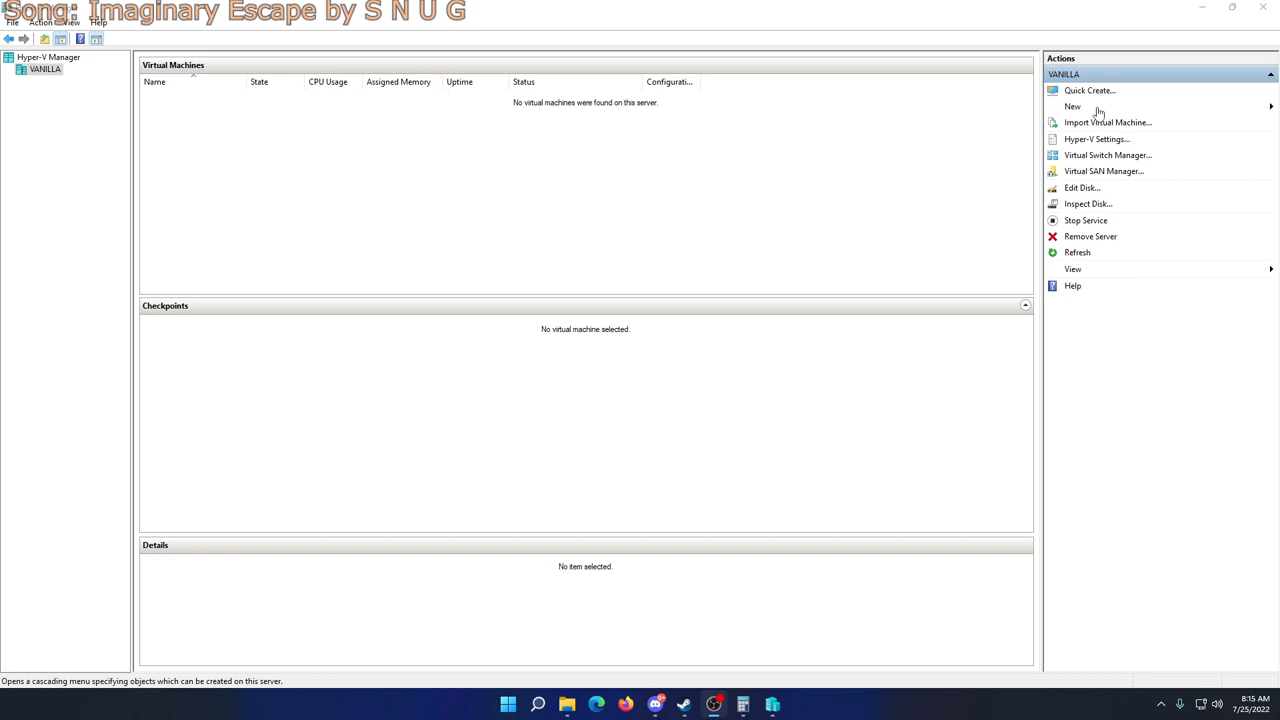 Song: Imaginary Escape by S N U G
File Action View Help
Hyper-V Manager
VANILLA
Virtual Machines
Name State CPU Usage Assigned Memory Uptime Status Configurati...
No virtual machines were found on this server.
Checkpoints
No virtual machine selected.
Details
No item selected.
Actions
VANILLA
Quick Create...
New
Import Virtual Machine...
Hyper-V Settings...
Virtual Switch Manager...
Virtual SAN Manager...
Edit Disk...
Inspect Disk...
Stop Service
Remove Server
Refresh
View
Help
Opens a cascading menu specifying objects which can be created on this server.
8:15 AM
7/25/2022